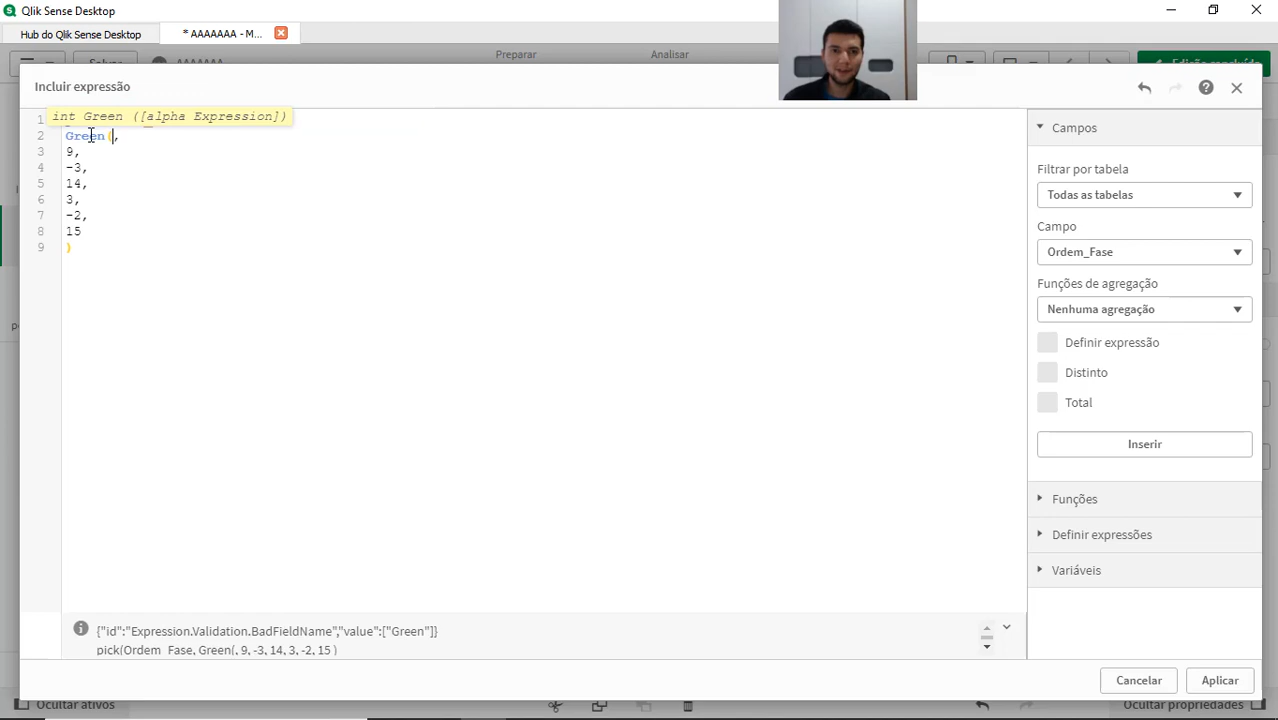 Qlik Sense Desktop
Hub do Qlik Sense Desktop
* AAAAAAA - M...
Preparar
Analisar
Salvar
AAAAAAA
Edição concluída
Incluir expressão
int Green ([alpha Expression])
1
2 Green(,
3 9,
4 -3,
5 14,
6 3,
7 -2,
8 15
9 )
Campos
Filtrar por tabela
Todas as tabelas
Campo
Ordem_Fase
Funções de agregação
Nenhuma agregação
Definir expressão
Distinto
Total
Inserir
Funções
Definir expressões
Variáveis
{"id":"Expression.Validation.BadFieldName","value":["Green"]}
pick(Ordem_Fase, Green(, 9, -3, 14, 3, -2, 15 )
Cancelar
Aplicar
Ocultar ativos
Ocultar propriedades